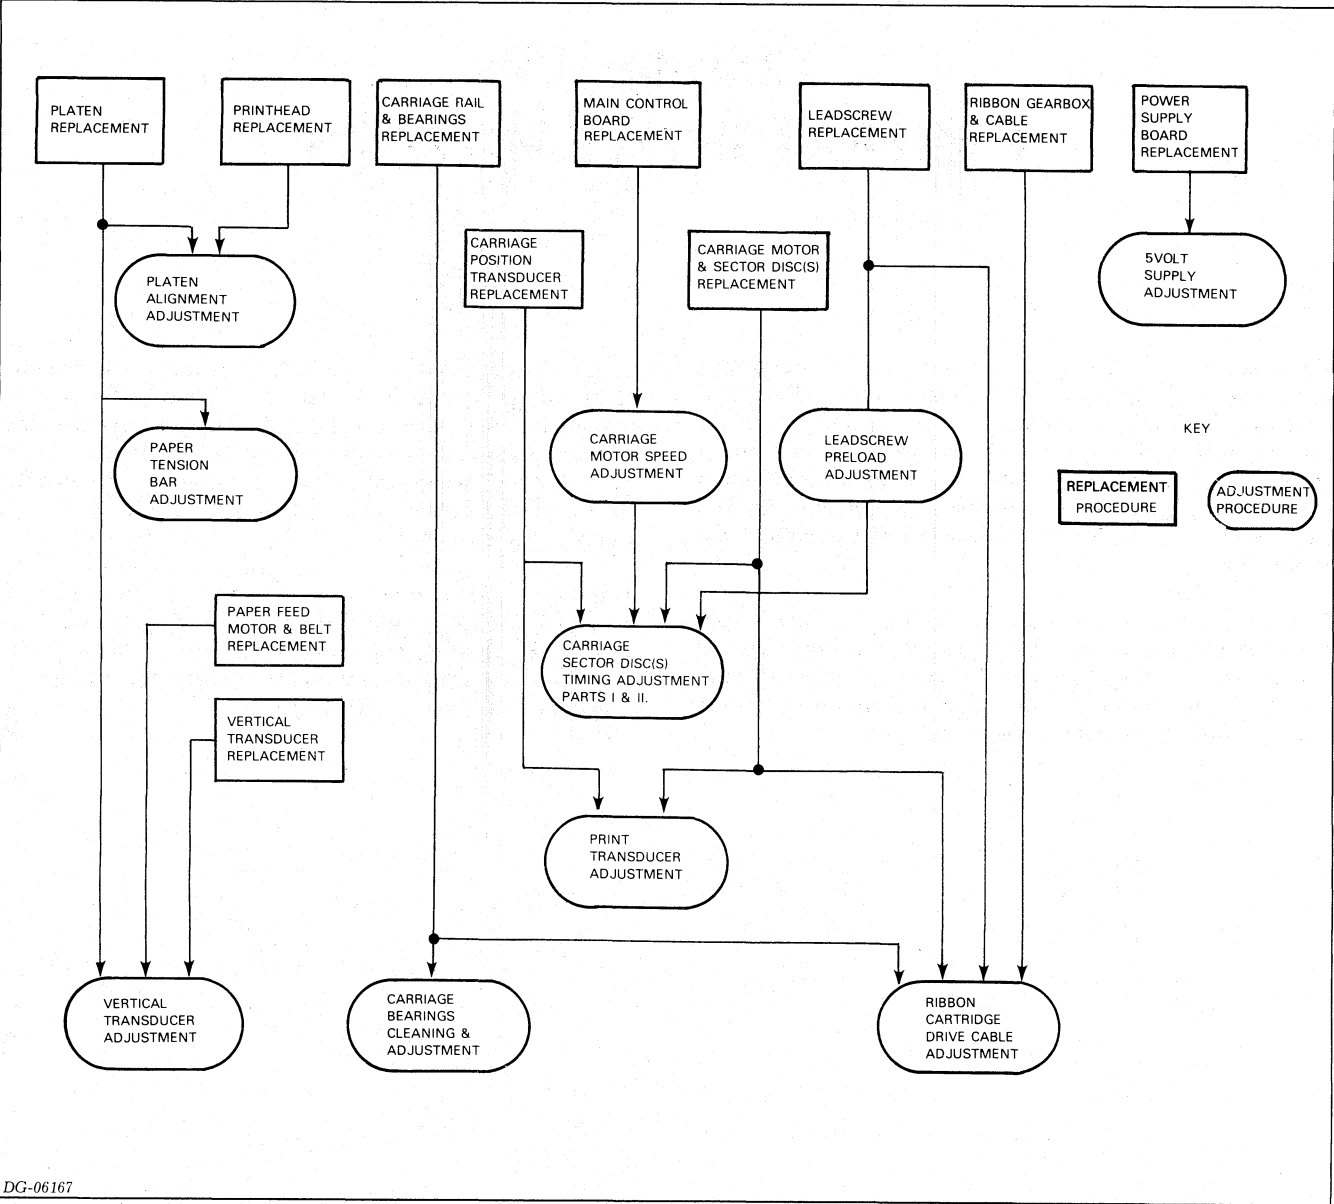 PLATEN
REPLACEMENT
PRINTHEAD
REPLACEMENT
CARRIAGE RAIL
& BEARINGS
REPLACEMENT
MAIN CONTROL
BOARD
REPLACEMENT
LEADSCREW
REPLACEMENT
RIBBON GEARBOX
& CABLE
REPLACEMENT
POWER
SUPPLY
BOARD
REPLACEMENT
CARRIAGE
POSITION
TRANSDUCER
REPLACEMENT
CARRIAGE MOTOR
& SECTOR DISC(S)
REPLACEMENT
5VOLT
SUPPLY
ADJUSTMENT
PLATEN
ALIGNMENT
ADJUSTMENT
PAPER
TENSION
BAR
ADJUSTMENT
CARRIAGE
MOTOR SPEED
ADJUSTMENT
LEADSCREW
PRELOAD
ADJUSTMENT
KEY
REPLACEMENT
PROCEDURE
ADJUSTMENT
PROCEDURE
PAPER FEED
MOTOR & BELT
REPLACEMENT
CARRIAGE
SECTOR DISC(S)
TIMING ADJUSTMENT
PARTS I & II.
VERTICAL
TRANSDUCER
REPLACEMENT
PRINT
TRANSDUCER
ADJUSTMENT
VERTICAL
TRANSDUCER
ADJUSTMENT
CARRIAGE
BEARINGS
CLEANING &
ADJUSTMENT
RIBBON
CARTRIDGE
DRIVE CABLE
ADJUSTMENT
DG-06167